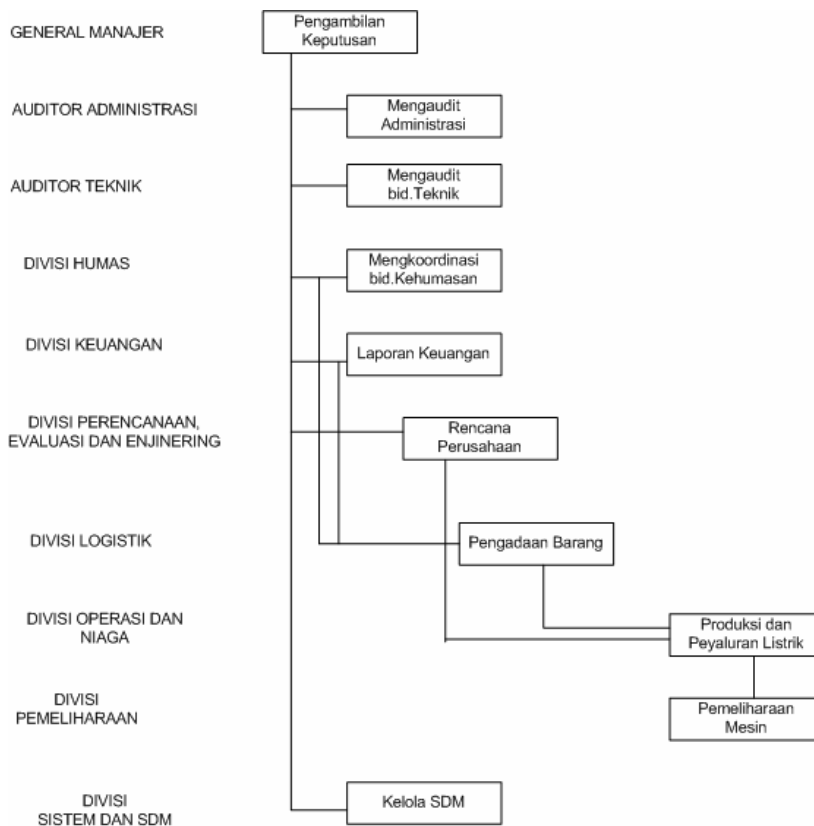 GENERAL MANAJER
Pengambilan
Keputusan
AUDITOR ADMINISTRASI
Mengaudit
Administrasi
AUDITOR TEKNIK
Mengaudit
bid.Teknik
DIVISI HUMAS
Mengkoordinasi
bid.Kehumasan
DIVISI KEUANGAN
Laporan Keuangan
DIVISI PERENCANAAN,
EVALUASI DAN ENJINERING
Rencana
Perusahaan
DIVISI LOGISTIK
Pengadaan Barang
DIVISI OPERASI DAN
NIAGA
Produksi dan
Peyaluran Listrik
DIVISI
PEMELIHARAAN
Pemeliharaan
Mesin
DIVISI
SISTEM DAN SDM
Kelola SDM